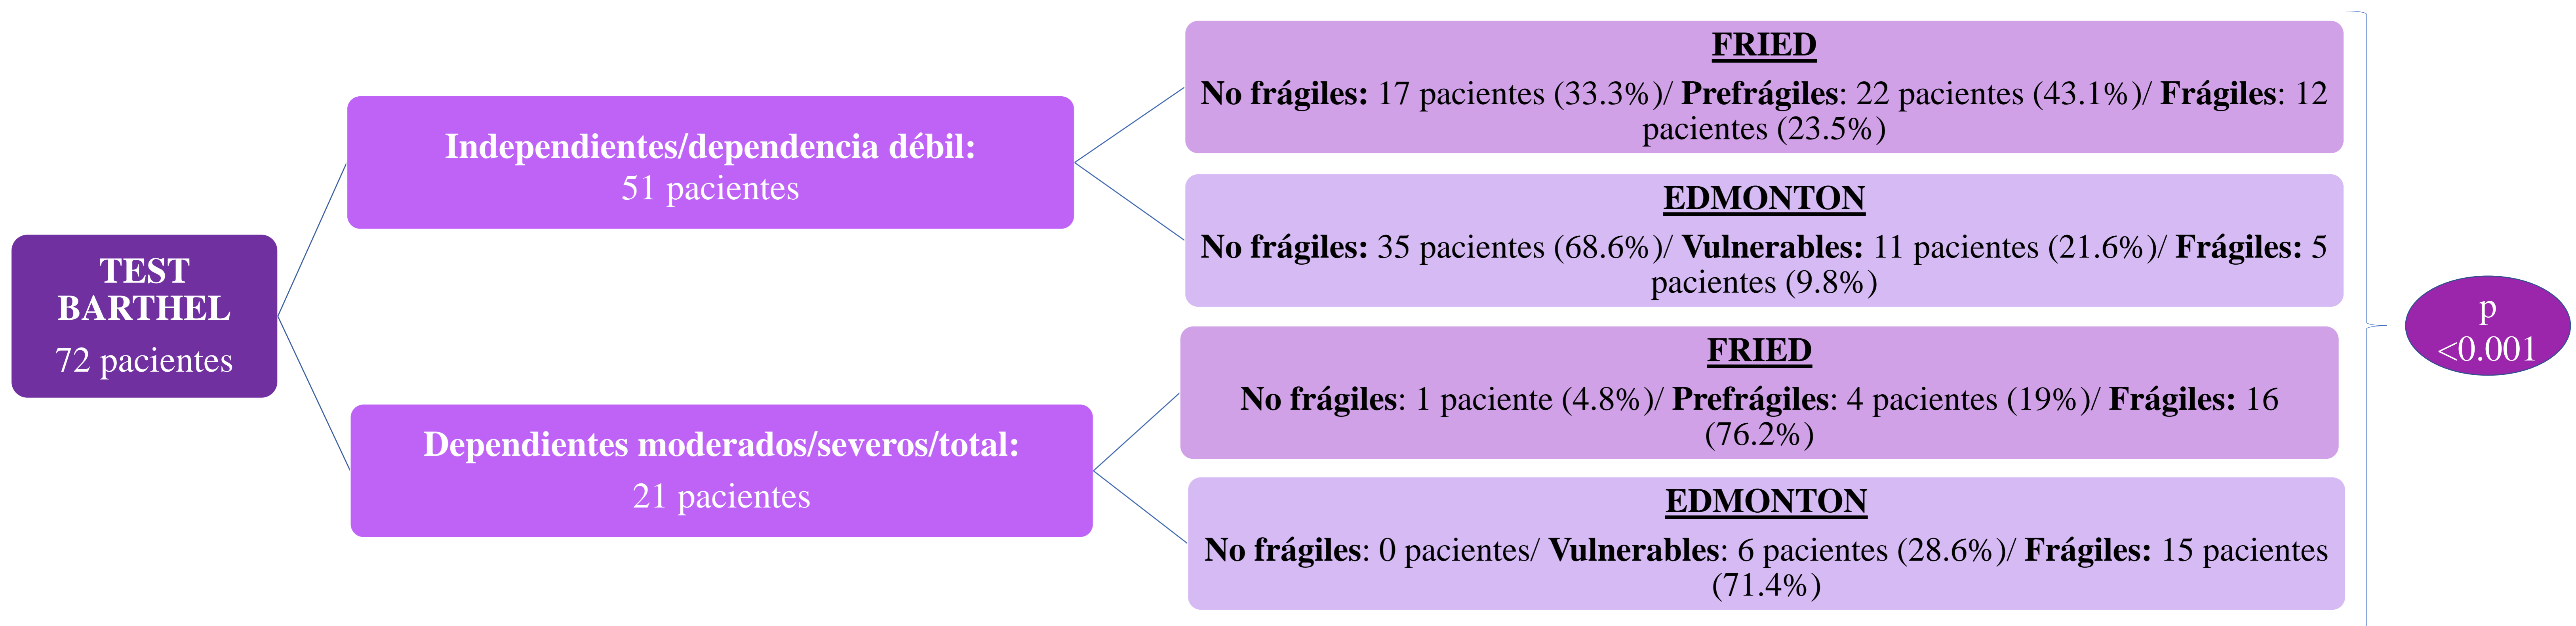 TEST
BARTHEL
72 pacientes
Independientes/dependencia débil:
51 pacientes
Dependientes moderados/severos/total:
21 pacientes
FRIED
No frágiles: 17 pacientes (33.3%)/ Prefrágiles: 22 pacientes (43.1%)/ Frágiles: 12
pacientes (23.5%)
EDMONTON
No frágiles: 35 pacientes (68.6%)/ Vulnerables: 11 pacientes (21.6%)/ Frágiles: 5
pacientes (9.8%)
FRIED
No frágiles: 1 paciente (4.8%)/ Prefrágiles: 4 pacientes (19%)/ Frágiles: 16
(76.2%)
EDMONTON
No frágiles: 0 pacientes/ Vulnerables: 6 pacientes (28.6%)/ Frágiles: 15 pacientes
(71.4%)
p
<0.001